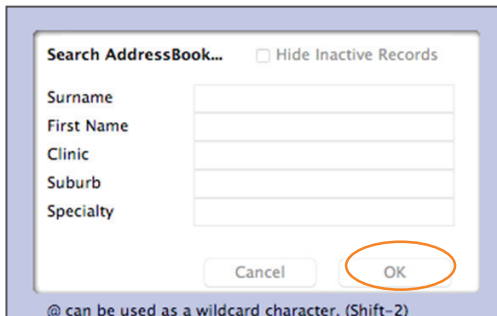 Search AddressBook... Hide Inactive Records
Surname
First Name
Clinic
Suburb
Specialty
Cancel OK
@ can be used as a wildcard character. (Shift-2)